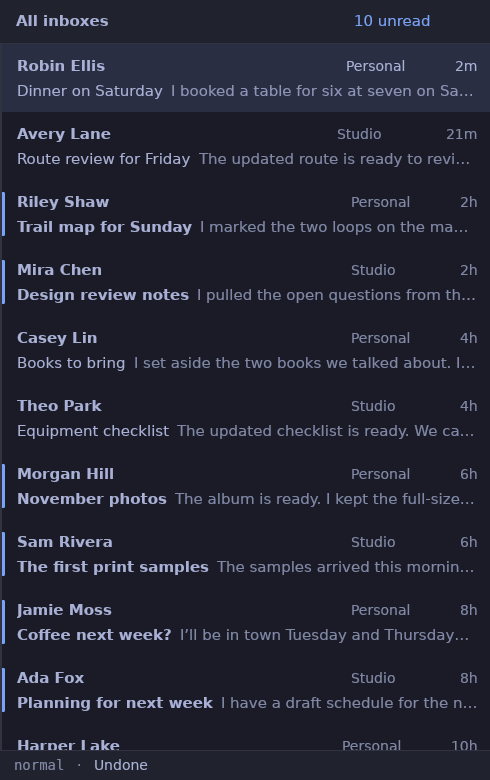 All inboxes 10 unread
Robin Ellis Personal 2m
Dinner on Saturday I booked a table for six at seven on Sa…
Avery Lane Studio 21m
Route review for Friday The updated route is ready to revi…
Riley Shaw Personal 2h
Trail map for Sunday I marked the two loops on the ma…
Mira Chen Studio 2h
Design review notes I pulled the open questions from th…
Casey Lin Personal 4h
Books to bring I set aside the two books we talked about. I…
Theo Park Studio 4h
Equipment checklist The updated checklist is ready. We ca…
Morgan Hill Personal 6h
November photos The album is ready. I kept the full-size…
Sam Rivera Studio 6h
The first print samples The samples arrived this mornin…
Jamie Moss Personal 8h
Coffee next week? I’ll be in town Tuesday and Thursday…
Ada Fox Studio 8h
Planning for next week I have a draft schedule for the n…
Harper Lake Personal 10h
normal · Undone